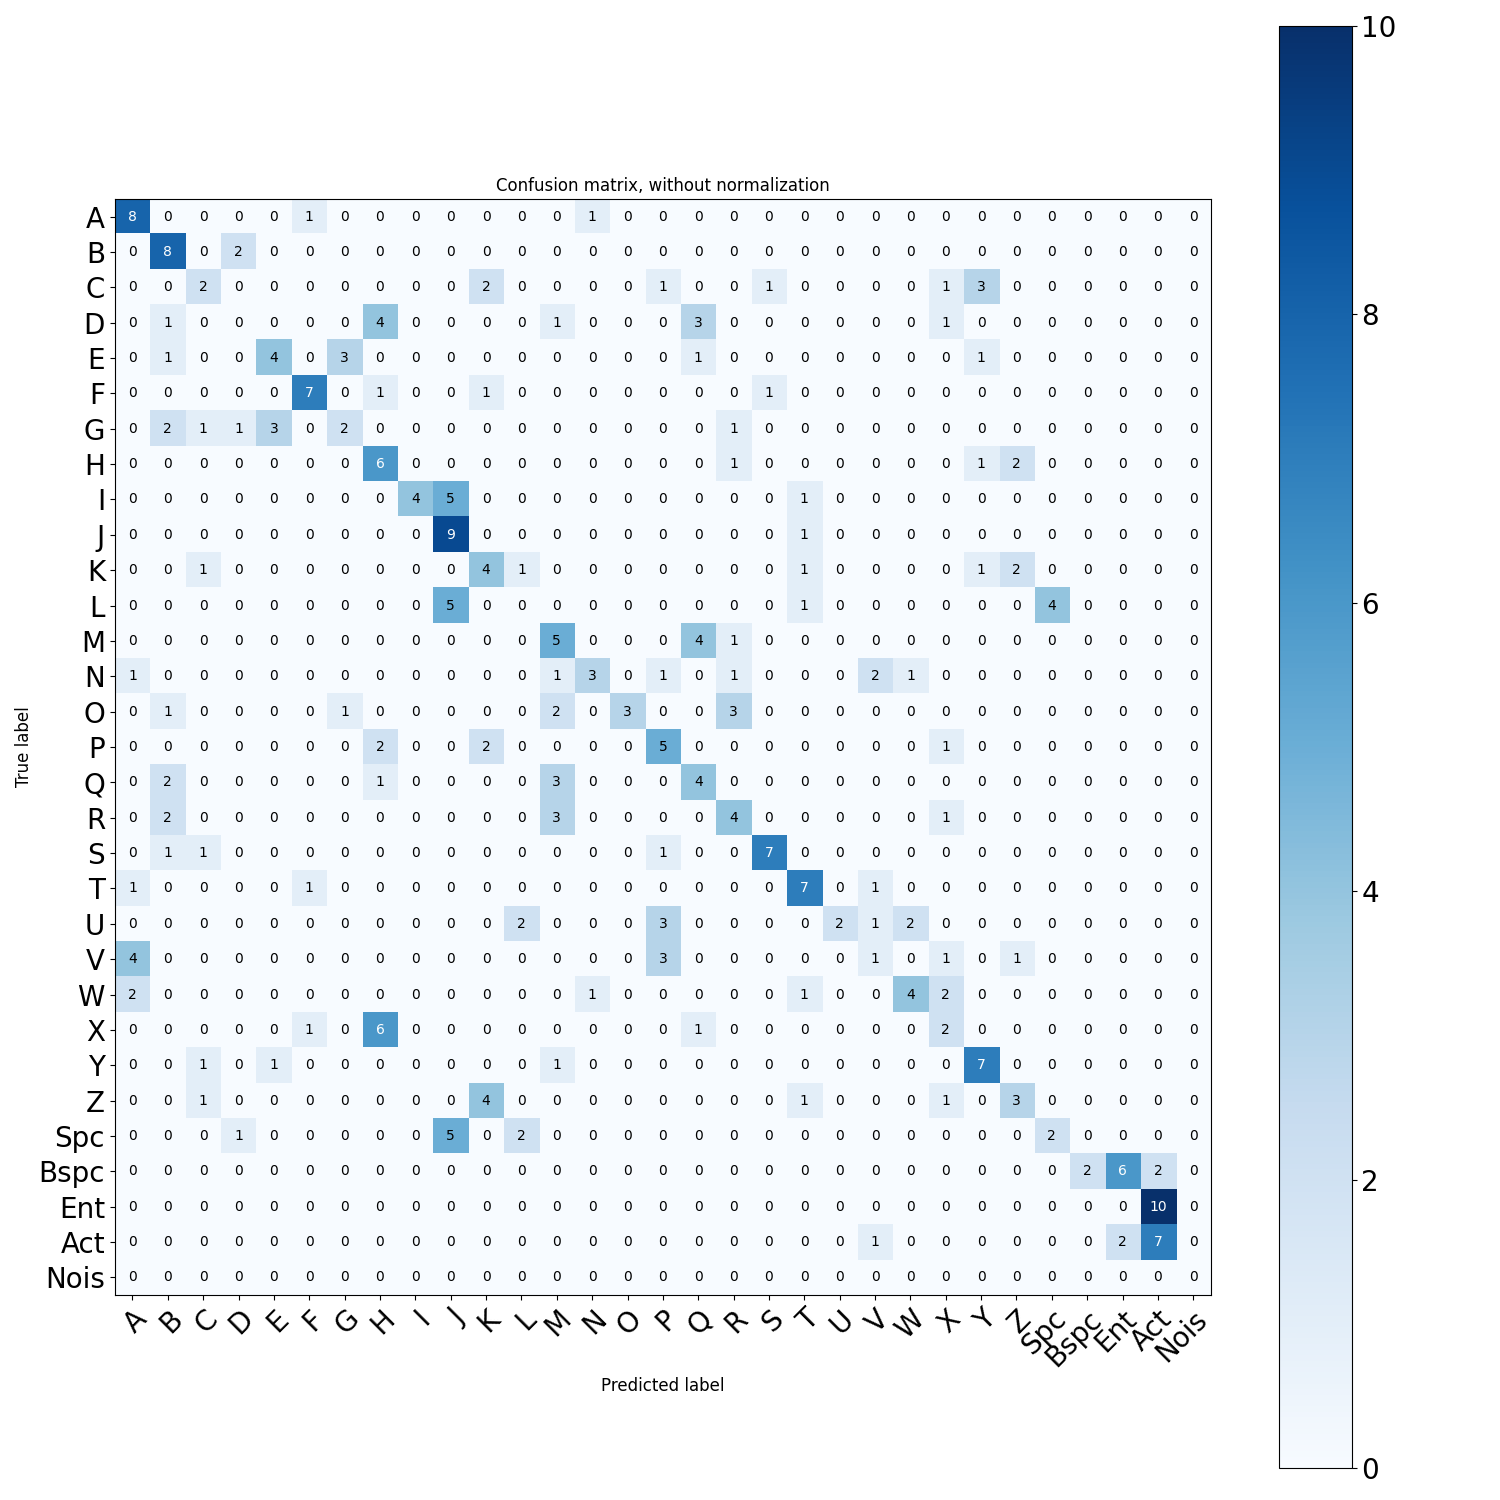 Confusion matrix, without normalization
A 8 0 0 0 0 1 0 0 0 0 0 0 0 1 0 0 0 0 0 0 0 0 0 0 0 0 0 0 0 0 0
B 0 8 0 2 0 0 0 0 0 0 0 0 0 0 0 0 0 0 0 0 0 0 0 0 0 0 0 0 0 0 0
C 0 0 2 0 0 0 0 0 0 0 2 0 0 0 0 1 0 0 1 0 0 0 0 1 3 0 0 0 0 0 0
D 0 1 0 0 0 0 0 4 0 0 0 0 1 0 0 0 3 0 0 0 0 0 0 1 0 0 0 0 0 0 0
E 0 1 0 0 4 0 3 0 0 0 0 0 0 0 0 0 1 0 0 0 0 0 0 0 1 0 0 0 0 0 0
F 0 0 0 0 0 7 0 1 0 0 1 0 0 0 0 0 0 0 1 0 0 0 0 0 0 0 0 0 0 0 0
G 0 2 1 1 3 0 2 0 0 0 0 0 0 0 0 0 0 1 0 0 0 0 0 0 0 0 0 0 0 0 0
H 0 0 0 0 0 0 0 6 0 0 0 0 0 0 0 0 0 1 0 0 0 0 0 0 1 2 0 0 0 0 0
I 0 0 0 0 0 0 0 0 4 5 0 0 0 0 0 0 0 0 0 1 0 0 0 0 0 0 0 0 0 0 0
J 0 0 0 0 0 0 0 0 0 9 0 0 0 0 0 0 0 0 0 1 0 0 0 0 0 0 0 0 0 0 0
K 0 0 1 0 0 0 0 0 0 0 4 1 0 0 0 0 0 0 0 1 0 0 0 0 1 2 0 0 0 0 0
L 0 0 0 0 0 0 0 0 0 5 0 0 0 0 0 0 0 0 0 1 0 0 0 0 0 0 4 0 0 0 0
M 0 0 0 0 0 0 0 0 0 0 0 0 5 0 0 0 4 1 0 0 0 0 0 0 0 0 0 0 0 0 0
N 1 0 0 0 0 0 0 0 0 0 0 0 1 3 0 1 0 1 0 0 0 2 1 0 0 0 0 0 0 0 0
O 0 1 0 0 0 0 1 0 0 0 0 0 2 0 3 0 0 3 0 0 0 0 0 0 0 0 0 0 0 0 0
P 0 0 0 0 0 0 0 2 0 0 2 0 0 0 0 5 0 0 0 0 0 0 0 1 0 0 0 0 0 0 0
Q 0 2 0 0 0 0 0 1 0 0 0 0 3 0 0 0 4 0 0 0 0 0 0 0 0 0 0 0 0 0 0
R 0 2 0 0 0 0 0 0 0 0 0 0 3 0 0 0 0 4 0 0 0 0 0 1 0 0 0 0 0 0 0
S 0 1 1 0 0 0 0 0 0 0 0 0 0 0 0 1 0 0 7 0 0 0 0 0 0 0 0 0 0 0 0
T 1 0 0 0 0 1 0 0 0 0 0 0 0 0 0 0 0 0 0 7 0 1 0 0 0 0 0 0 0 0 0
U 0 0 0 0 0 0 0 0 0 0 0 2 0 0 0 3 0 0 0 0 2 1 2 0 0 0 0 0 0 0 0
V 4 0 0 0 0 0 0 0 0 0 0 0 0 0 0 3 0 0 0 0 0 1 0 1 0 1 0 0 0 0 0
W 2 0 0 0 0 0 0 0 0 0 0 0 0 1 0 0 0 0 0 1 0 0 4 2 0 0 0 0 0 0 0
X 0 0 0 0 0 1 0 6 0 0 0 0 0 0 0 0 1 0 0 0 0 0 0 2 0 0 0 0 0 0 0
Y 0 0 1 0 1 0 0 0 0 0 0 0 1 0 0 0 0 0 0 0 0 0 0 0 7 0 0 0 0 0 0
Z 0 0 1 0 0 0 0 0 0 0 4 0 0 0 0 0 0 0 0 1 0 0 0 1 0 3 0 0 0 0 0
Spc 0 0 0 1 0 0 0 0 0 5 0 2 0 0 0 0 0 0 0 0 0 0 0 0 0 0 2 0 0 0 0
Bspc 0 0 0 0 0 0 0 0 0 0 0 0 0 0 0 0 0 0 0 0 0 0 0 0 0 0 0 2 6 2 0
Ent 0 0 0 0 0 0 0 0 0 0 0 0 0 0 0 0 0 0 0 0 0 0 0 0 0 0 0 0 0 10 0
Act 0 0 0 0 0 0 0 0 0 0 0 0 0 0 0 0 0 0 0 0 0 1 0 0 0 0 0 0 2 7 0
Nois 0 0 0 0 0 0 0 0 0 0 0 0 0 0 0 0 0 0 0 0 0 0 0 0 0 0 0 0 0 0 0
A B C D E F G H I J K L M N O P Q R S T U V W X Y Z Spc Bspc Ent Act Nois
Predicted label
True label
10
8
6
4
2
0